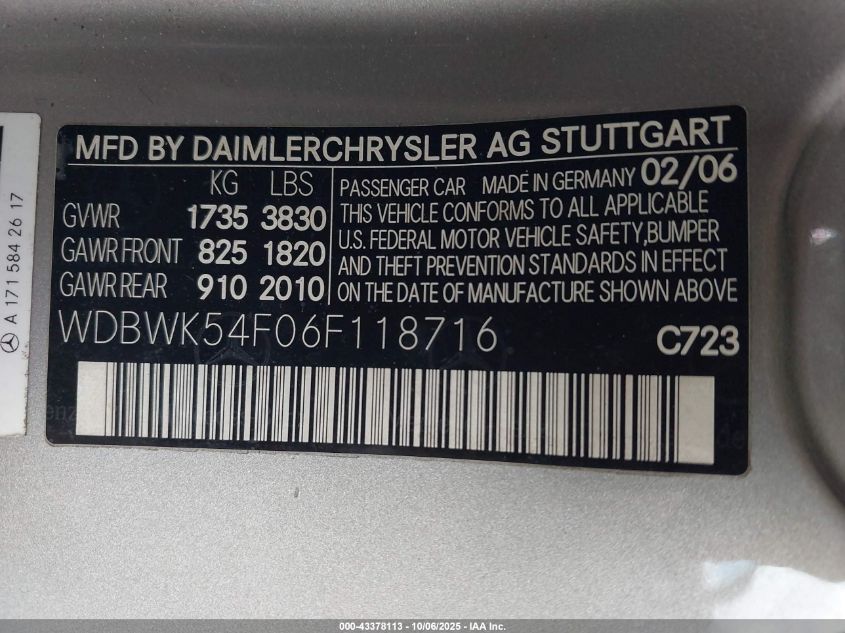 MFD BY DAIMLERCHRYSLER AG STUTTGART
KG LBS
GVWR 1735 3830
GAWR FRONT 825 1820
GAWR REAR 910 2010
PASSENGER CAR MADE IN GERMANY 02/06
THIS VEHICLE CONFORMS TO ALL APPLICABLE
U.S. FEDERAL MOTOR VEHICLE SAFETY,BUMPER
AND THEFT PREVENTION STANDARDS IN EFFECT
ON THE DATE OF MANUFACTURE SHOWN ABOVE
WDBWK54F06F118716
C723
A 171 584 26 17
000-43378113 - 10/06/2025 - IAA Inc.